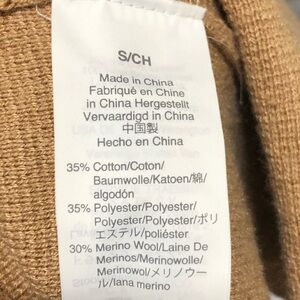 S/CH
Made in China
Fabriqué en Chine
in China Hergestellt
Vervaardigd in China
中国製
Hecho en China
35% Cotton/Coton/
Baumwolle/Katoen/綿/
algodón
35% Polyester/Polyester/
Polyester/Polyester/ポリ
エステル/poliéster
30% Merino Wool/Laine De
Merinos/Merinowolle/
Merinowol/メリノウー
ル/lana merino